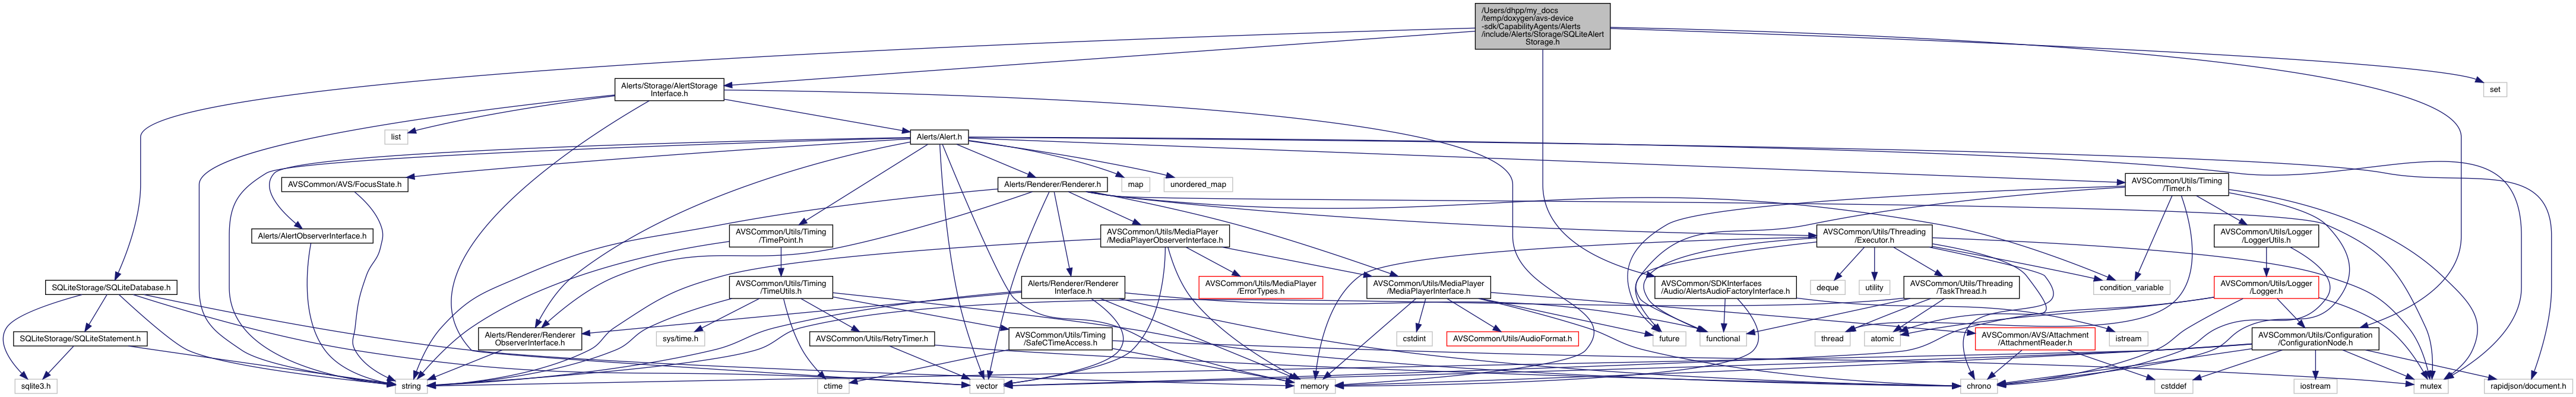 /Users/dhpp/my_docs
/temp/doxygen/avs-device
-sdk/CapabilityAgents/Alerts
/include/Alerts/Storage/SQLiteAlert
Storage.h
Alerts/Storage/AlertStorage
Interface.h
set
list
Alerts/Alert.h
AVSCommon/AVS/FocusState.h
Alerts/Renderer/Renderer.h
map
unordered_map
AVSCommon/Utils/Timing
/Timer.h
Alerts/AlertObserverInterface.h
AVSCommon/Utils/Timing
/TimePoint.h
AVSCommon/Utils/MediaPlayer
/MediaPlayerObserverInterface.h
AVSCommon/Utils/Threading
/Executor.h
AVSCommon/Utils/Logger
/LoggerUtils.h
SQLiteStorage/SQLiteDatabase.h
AVSCommon/Utils/Timing
/TimeUtils.h
Alerts/Renderer/Renderer
Interface.h
AVSCommon/Utils/MediaPlayer
/ErrorTypes.h
AVSCommon/Utils/MediaPlayer
/MediaPlayerInterface.h
AVSCommon/SDKInterfaces
/Audio/AlertsAudioFactoryInterface.h
deque
utility
AVSCommon/Utils/Threading
/TaskThread.h
condition_variable
AVSCommon/Utils/Logger
/Logger.h
SQLiteStorage/SQLiteStatement.h
Alerts/Renderer/Renderer
ObserverInterface.h
sys/time.h
AVSCommon/Utils/RetryTimer.h
AVSCommon/Utils/Timing
/SafeCTimeAccess.h
cstdint
AVSCommon/Utils/AudioFormat.h
future
functional
thread
atomic
AVSCommon/AVS/Attachment
/AttachmentReader.h
istream
AVSCommon/Utils/Configuration
/ConfigurationNode.h
sqlite3.h
string
ctime
vector
memory
chrono
cstddef
iostream
mutex
rapidjson/document.h